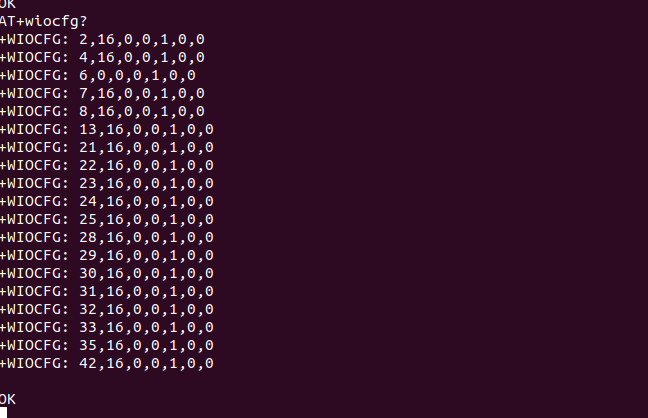 OK
AT+wiocfg?
+WIOCFG: 2,16,0,0,1,0,0
+WIOCFG: 4,16,0,0,1,0,0
+WIOCFG: 6,0,0,0,1,0,0
+WIOCFG: 7,16,0,0,1,0,0
+WIOCFG: 8,16,0,0,1,0,0
+WIOCFG: 13,16,0,0,1,0,0
+WIOCFG: 21,16,0,0,1,0,0
+WIOCFG: 22,16,0,0,1,0,0
+WIOCFG: 23,16,0,0,1,0,0
+WIOCFG: 24,16,0,0,1,0,0
+WIOCFG: 25,16,0,0,1,0,0
+WIOCFG: 28,16,0,0,1,0,0
+WIOCFG: 29,16,0,0,1,0,0
+WIOCFG: 30,16,0,0,1,0,0
+WIOCFG: 31,16,0,0,1,0,0
+WIOCFG: 32,16,0,0,1,0,0
+WIOCFG: 33,16,0,0,1,0,0
+WIOCFG: 35,16,0,0,1,0,0
+WIOCFG: 42,16,0,0,1,0,0
OK